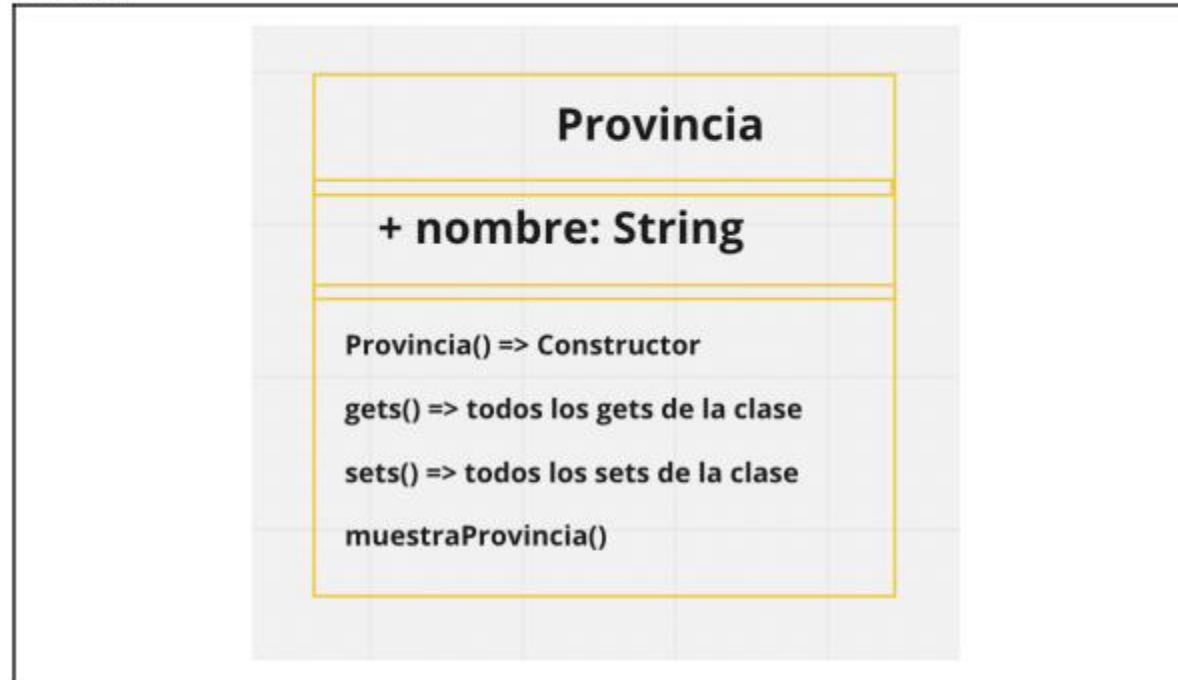 Provincia
+ nombre: String
Provincia() => Constructor
gets() => todos los gets de la clase
sets() => todos los sets de la clase
muestraProvincia()